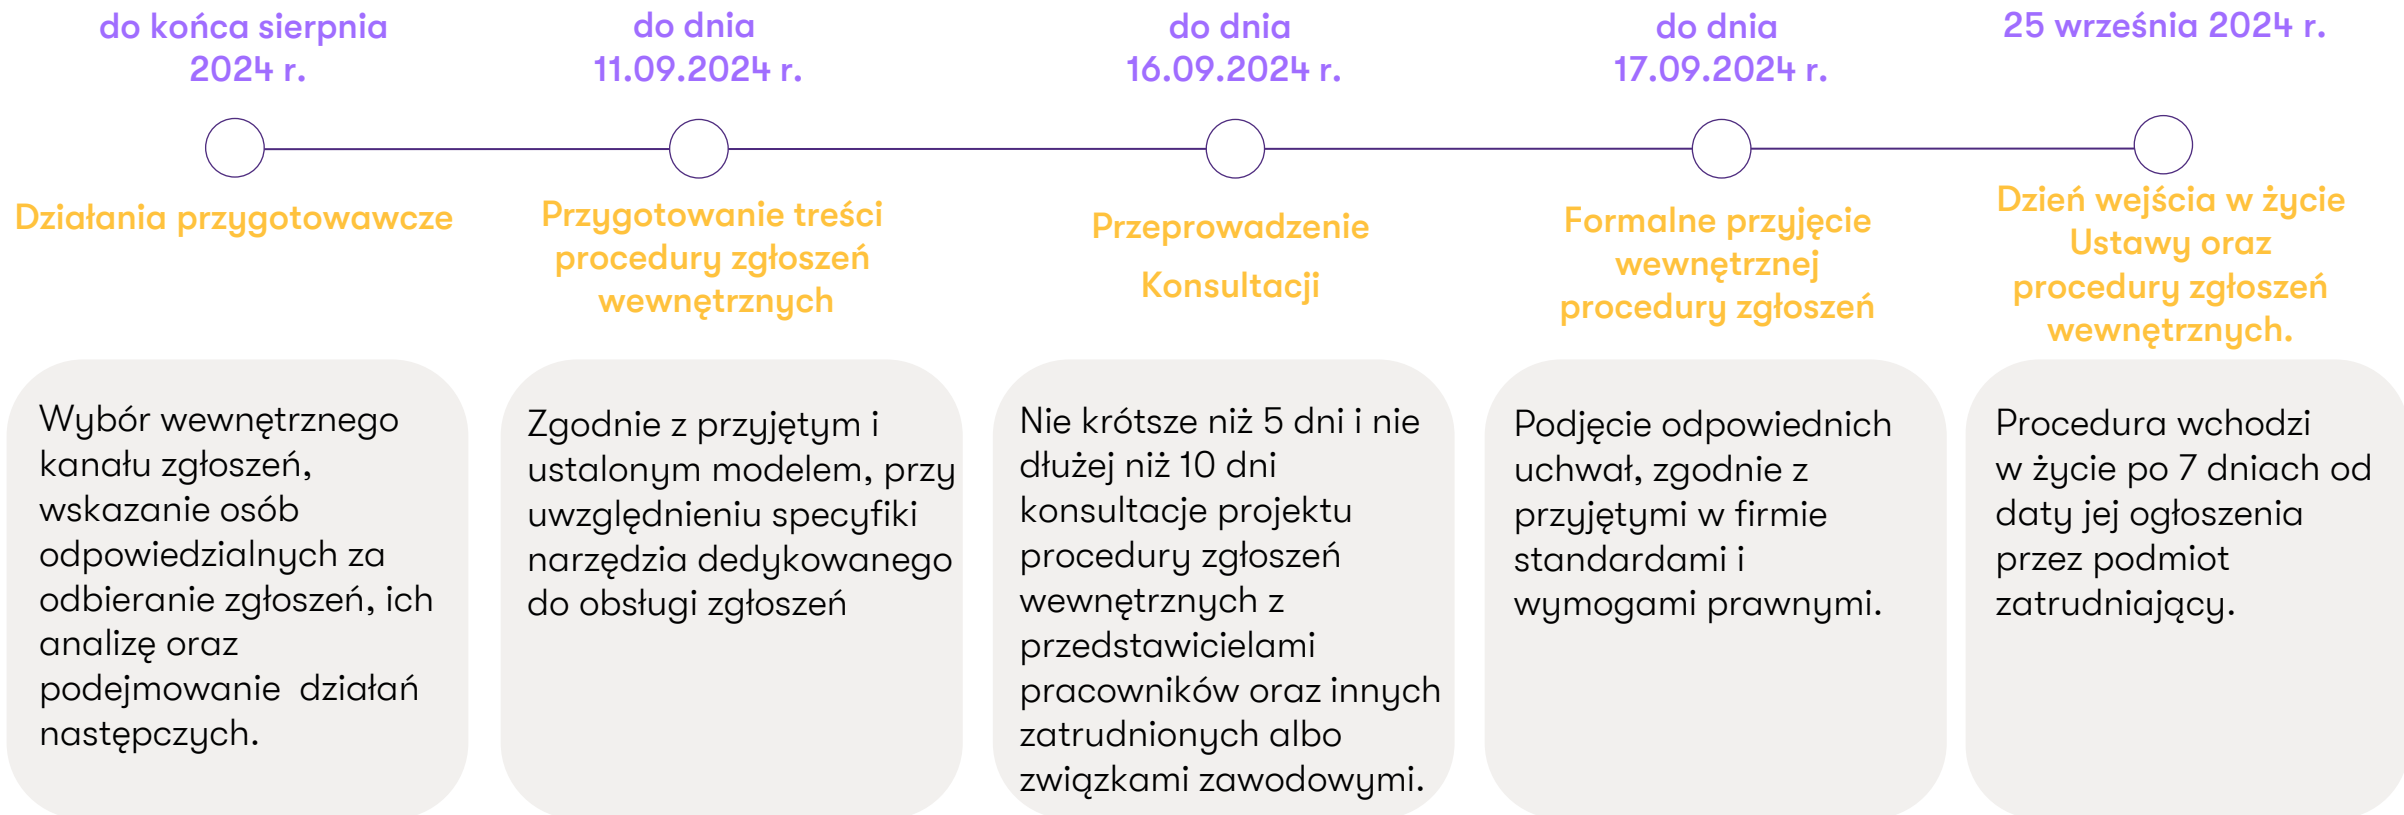 do końca sierpnia
2024 r.
do dnia
11.09.2024 r.
do dnia
16.09.2024 r.
do dnia
17.09.2024 r.
25 września 2024 r.
Działania przygotowawcze
Przygotowanie treści
procedury zgłoszeń
wewnętrznych
Przeprowadzenie
Konsultacji
Formalne przyjęcie
wewnętrznej
procedury zgłoszeń
Dzień wejścia w życie
Ustawy oraz
procedury zgłoszeń
wewnętrznych.
Wybór wewnętrznego
kanału zgłoszeń,
wskazanie osób
odpowiedzialnych za
odbieranie zgłoszeń, ich
analizę oraz
podejmowanie działań
następczych.
Zgodnie z przyjętym i
ustalonym modelem, przy
uwzględnieniu specyfiki
narzędzia dedykowanego
do obsługi zgłoszeń
Nie krótsze niż 5 dni i nie
dłużej niż 10 dni
konsultacje projektu
procedury zgłoszeń
wewnętrznych z
przedstawicielami
pracowników oraz innych
zatrudnionych albo
związkami zawodowymi.
Podjęcie odpowiednich
uchwał, zgodnie z
przyjętymi w firmie
standardami i
wymogami prawnymi.
Procedura wchodzi
w życie po 7 dniach od
daty jej ogłoszenia
przez podmiot
zatrudniający.